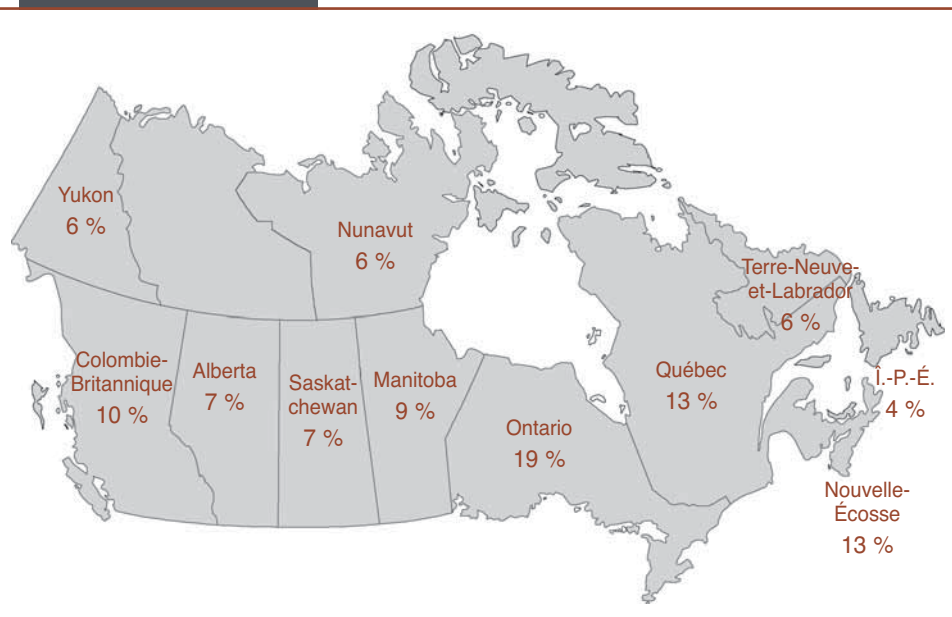 Yukon
6 %
Nunavut
6 %
Terre-Neuve-
et-Labrador
6 %
Colombie-
Britannique
10 %
Alberta
7 %
Saskat-
chewan
7 %
Manitoba
9 %
Ontario
19 %
Québec
13 %
Î.-P.-É.
4 %
Nouvelle-
Écosse
13 %